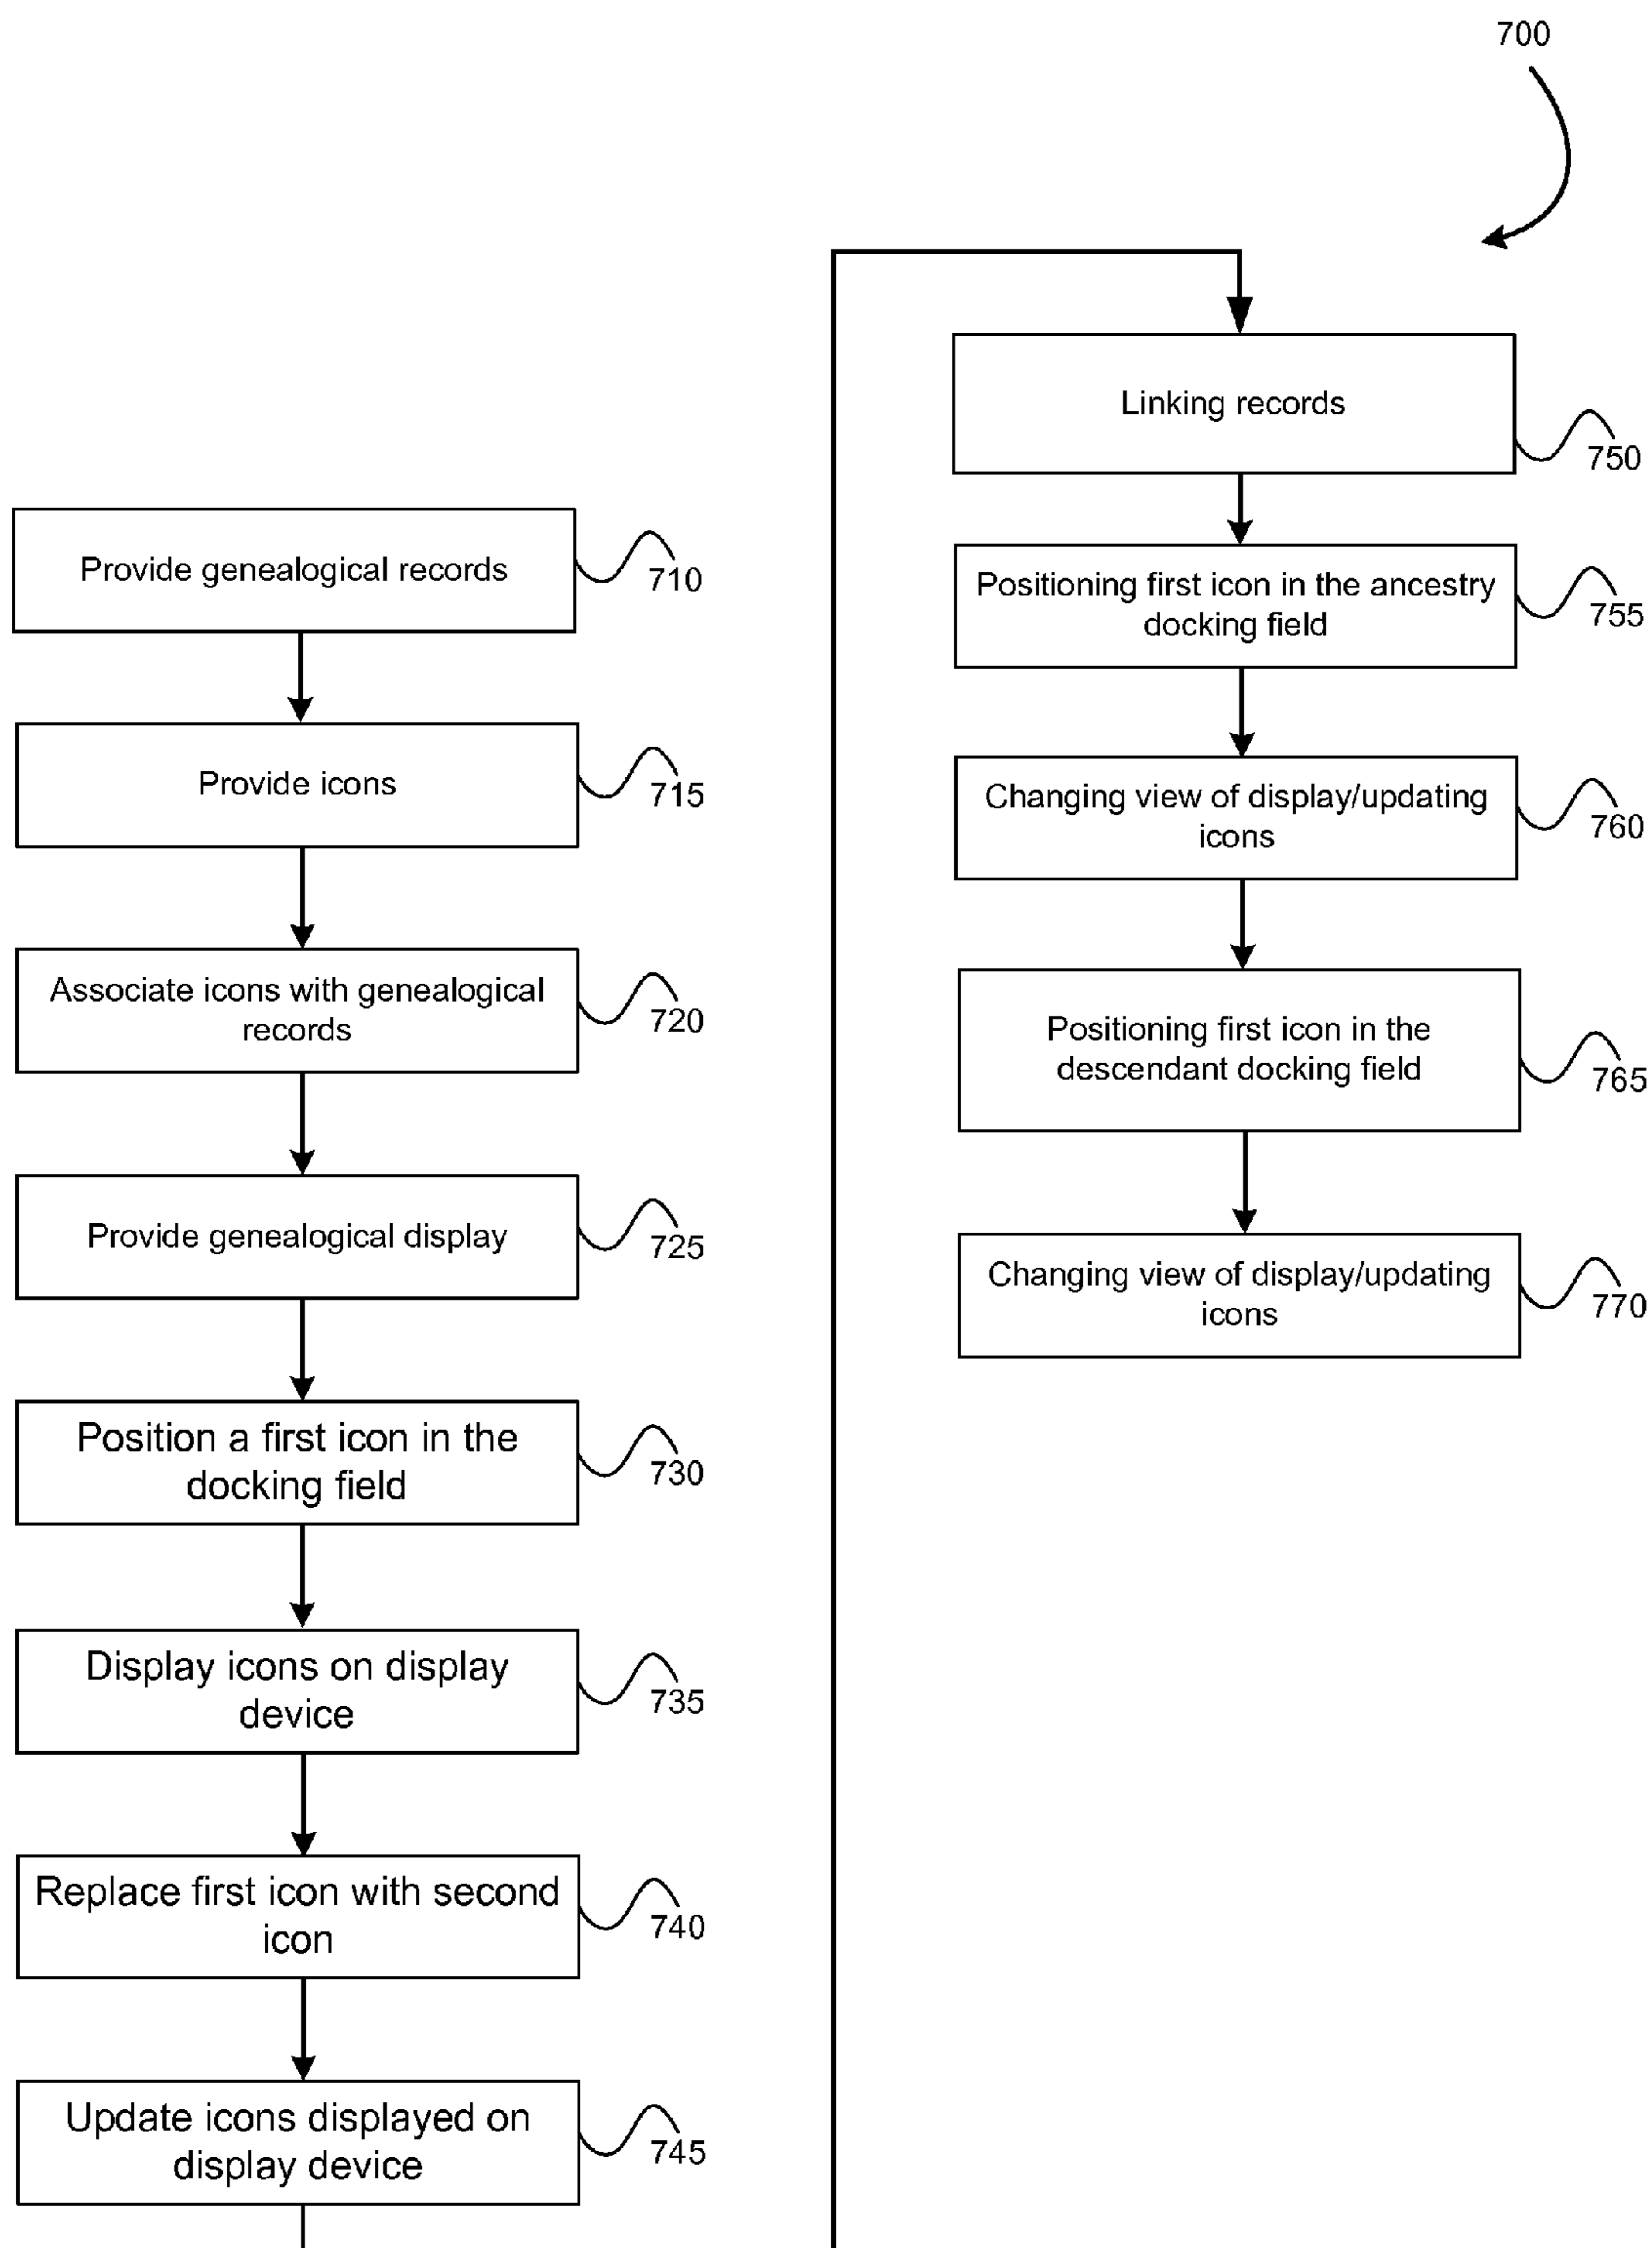 700
Provide genealogical records
710
Provide icons
715
Associate icons with genealogical
records
720
Provide genealogical display
725
Position a first icon in the
docking field
730
Display icons on display
device
735
Replace first icon with second
icon
740
Update icons displayed on
display device
745
Linking records
750
Positioning first icon in the ancestry
docking field
755
Changing view of display/updating
icons
760
Positioning first icon in the
descendant docking field
765
Changing view of display/updating
icons
770